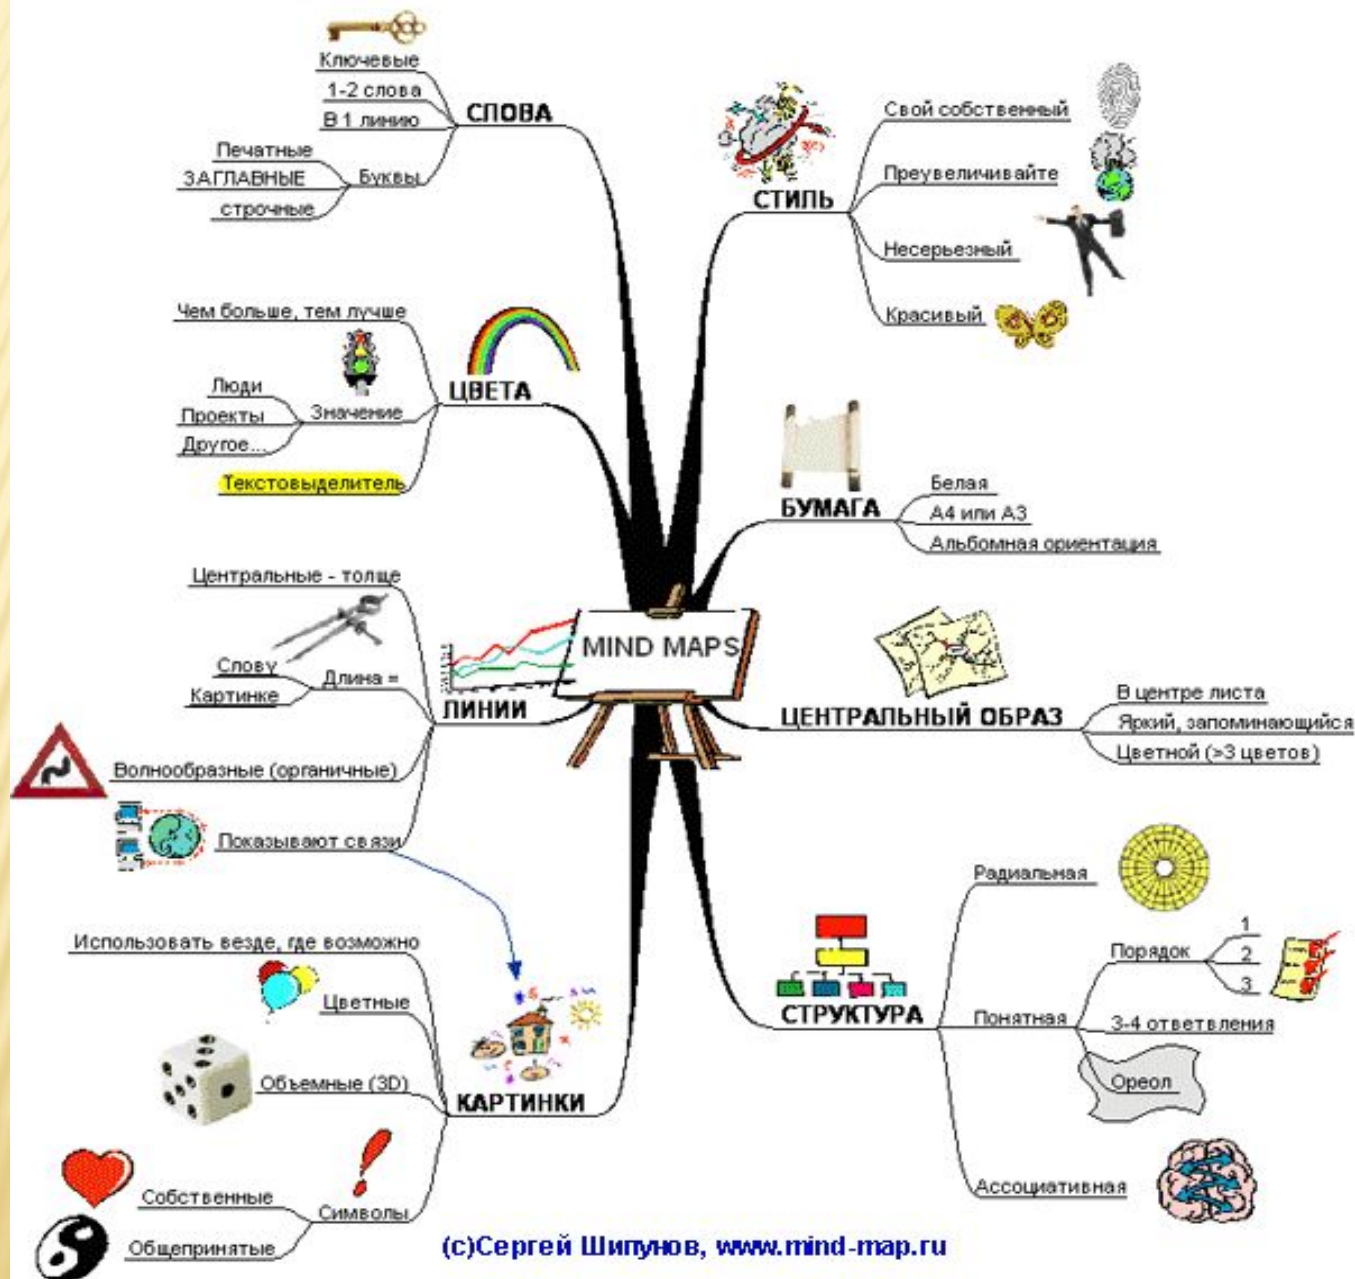 Ключевые
1-2 слова
В 1 линию
Печатные
ЗАГЛАВНЫЕ
строчные
Буквы
СЛОВА
Чем больше, тем лучше
Люди
Проекты
Другое...
Значение
Текстовыделитель
ЦВЕТА
Центральные - толще
Слову
Картинке
Длина =
Волнообразные (органичные)
Показывают связи
ЛИНИИ
Использовать везде, где возможно
Цветные
Объемные (3D)
Собственные
Общепринятые
Символы
КАРТИНКИ
MIND MAPS
СТИЛЬ
Свой собственный
Преувеличивайте
Несерьезный
Красивый
БУМАГА
Белая
А4 или А3
Альбомная ориентация
ЦЕНТРАЛЬНЫЙ ОБРАЗ
В центре листа
Яркий, запоминающийся
Цветной (>3 цветов)
СТРУКТУРА
Радиальная
Понятная
Порядок
1
2
3
3-4 ответвления
Ореол
Ассоциативная
(c)Сергей Шипунов, www.mind-map.ru